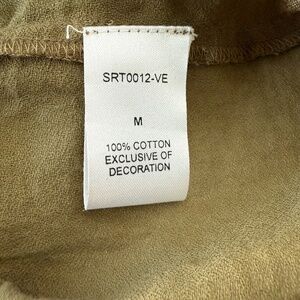 SRT0012-VE
M
100% COTTON
EXCLUSIVE OF
DECORATION